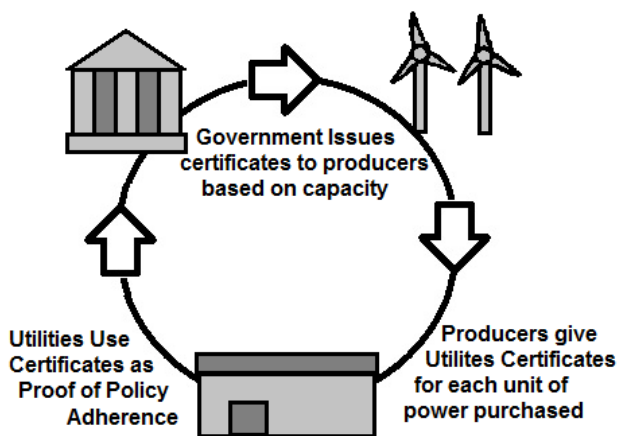 Government Issues
certificates to producers
based on capacity
Producers give
Utilites Certificates
for each unit of
power purchased
Utilities Use
Certificates as
Proof of Policy
Adherence